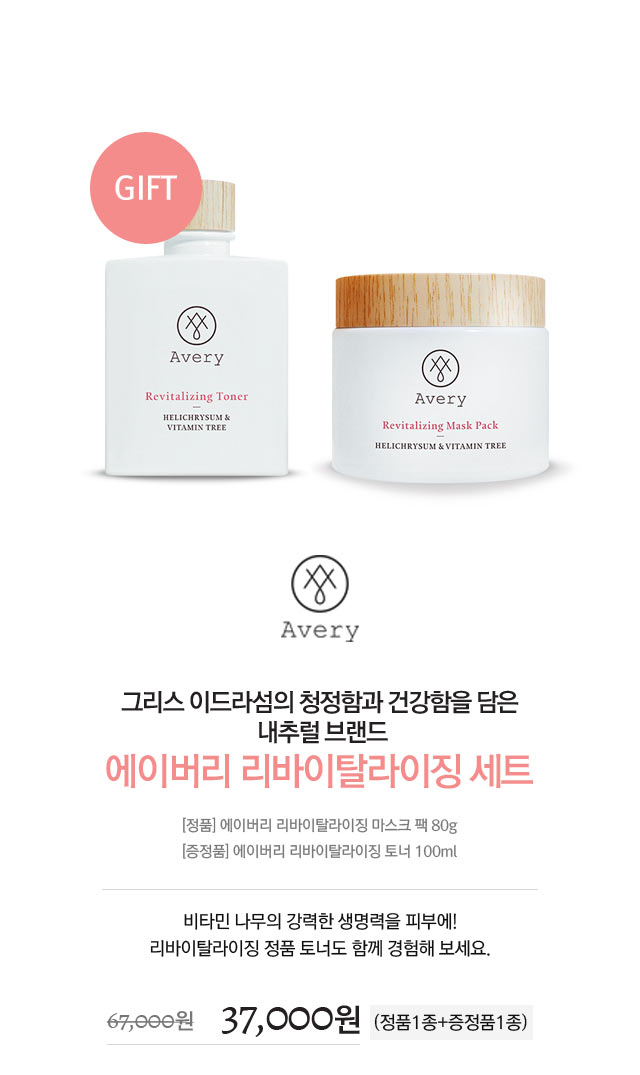 GIFT
Avery
Revitalizing Toner
HELICHRYSUM &
VITAMIN TREE
Avery
Revitalizing Mask Pack
HELICHRYSUM & VITAMIN TREE
Avery
그리스 이드라섬의 청정함과 건강함을 담은
내추럴 브랜드
에이버리 리바이탈라이징 세트
[정품] 에이버리 리바이탈라이징 마스크 팩 80g
[증정품] 에이버리 리바이탈라이징 토너 100ml
비타민 나무의 강력한 생명력을 피부에!
리바이탈라이징 정품 토너도 함께 경험해 보세요.
67,000원 37,000원 (정품1종+증정품1종)